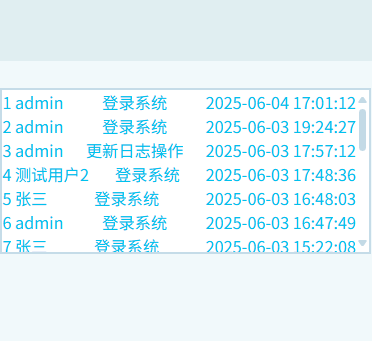 1 admin 登录系统 2025-06-04 17:01:12
2 admin 登录系统 2025-06-03 19:24:27
3 admin 更新日志操作 2025-06-03 17:57:12
4 测试用户2 登录系统 2025-06-03 17:48:36
5 张三 登录系统 2025-06-03 16:48:03
6 admin 登录系统 2025-06-03 16:47:49
7 张三 登录系统 2025-06-03 15:22:08